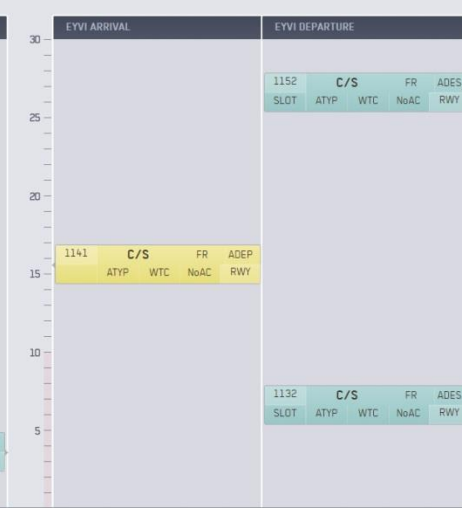 EYVI ARRIVAL
EYVI DEPARTURE
30
25
20
15
10
5
1152 C/S FR ADES
SLOT ATYP WTC NoAC RWY
1141 C/S FR ADEP
ATYP WTC NoAC RWY
1132 C/S FR ADES
SLOT ATYP WTC NoAC RWY